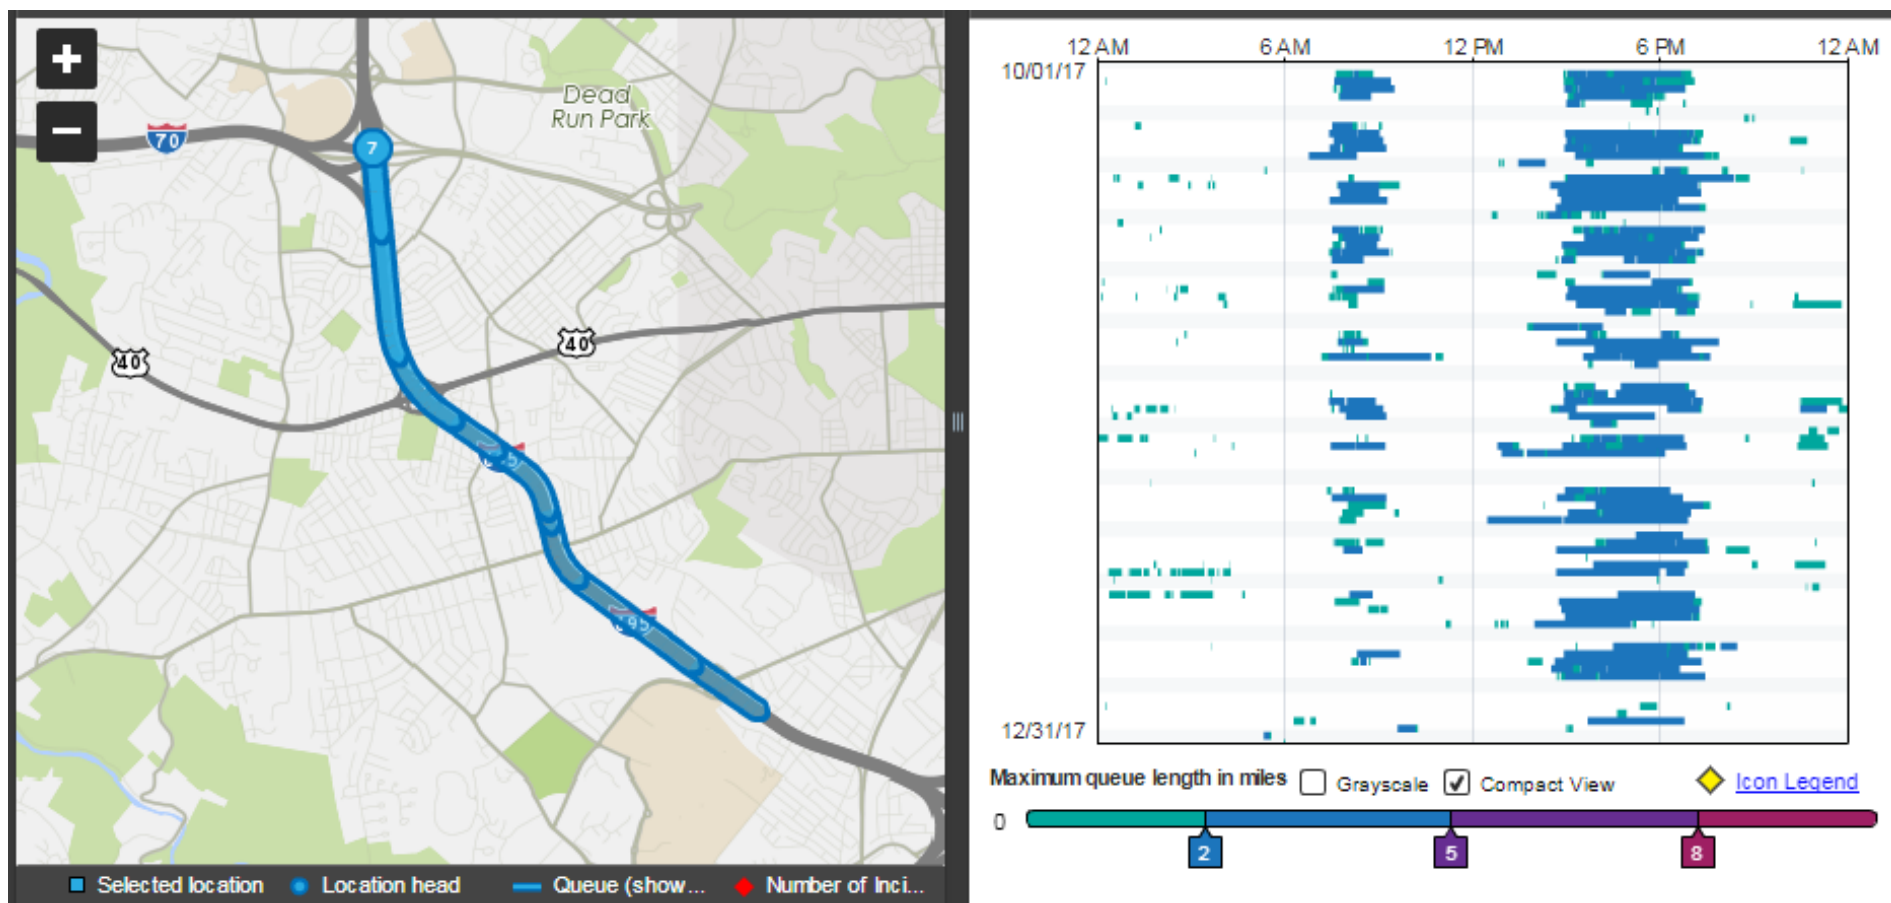 +
−
70
7
Dead
Run Park
40
40
Selected location
Location head
Queue (show...
Number of Inci...
12 AM 6 AM 12 PM 6 PM 12 AM
10/01/17
12/31/17
Maximum queue length in miles
Grayscale
Compact View
Icon Legend
0
2 5 8